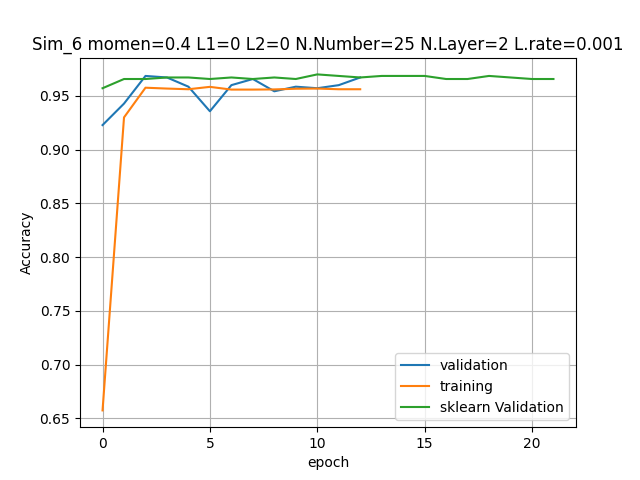 Sim_6 momen=0.4 L1=0 L2=0 N.Number=25 N.Layer=2 L.rate=0.001
Accuracy
0.95
0.90
0.85
0.80
0.75
0.70
0.65
validation
training
sklearn Validation
0 5 10 15 20
epoch